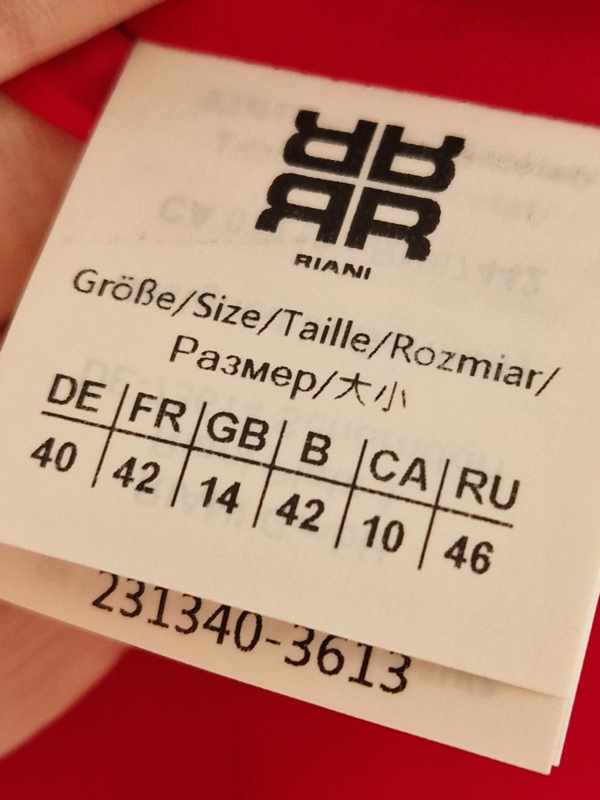 RIANI
Größe/Size/Taille/Rozmiar/
Размер/大小
DE FR GB B CA RU
40 42 14 42 10 46
231340-3613